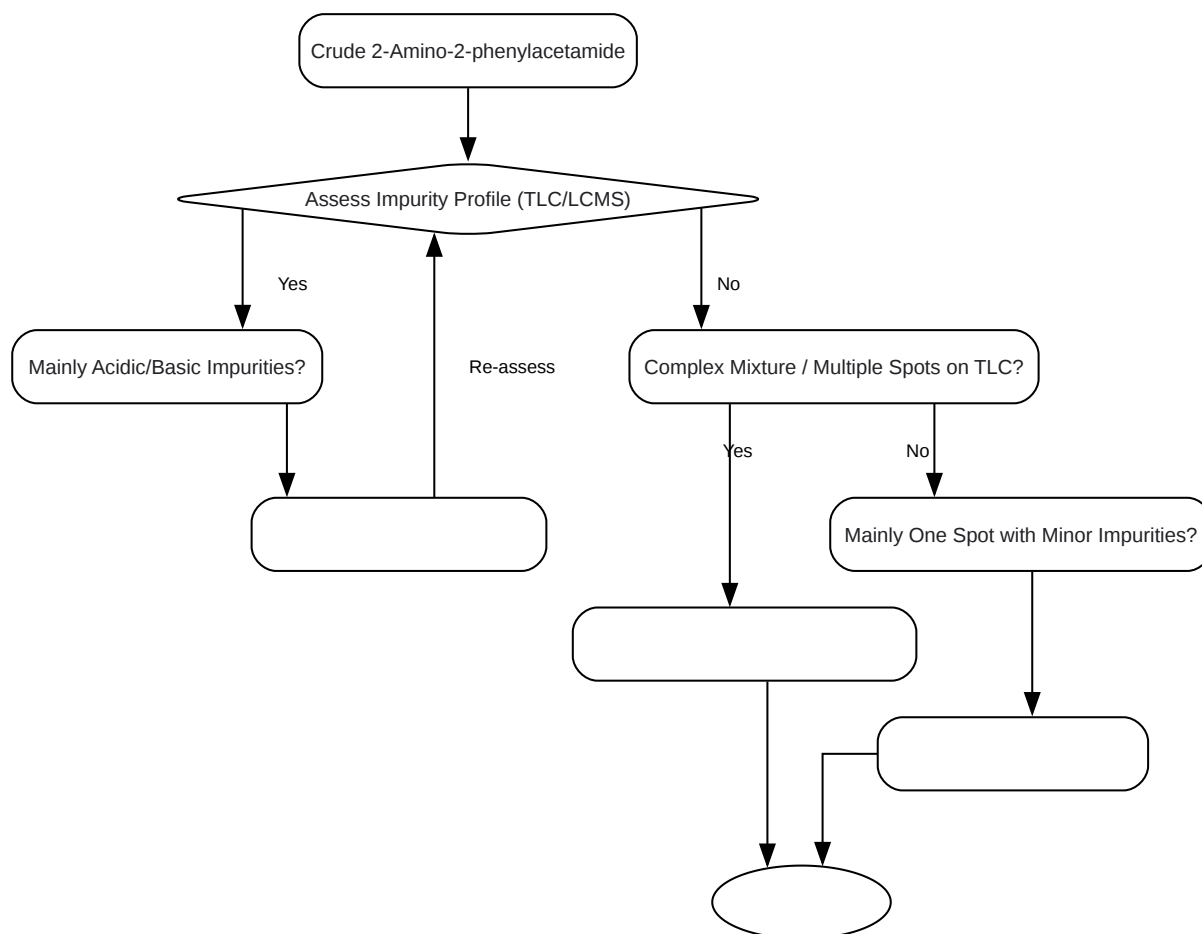 Crude 2-Amino-2-phenylacetamide
Assess Impurity Profile (TLC/LCMS)
Yes
No
Mainly Acidic/Basic Impurities?
Re-assess
Complex Mixture / Multiple Spots on TLC?
Yes
No
Mainly One Spot with Minor Impurities?